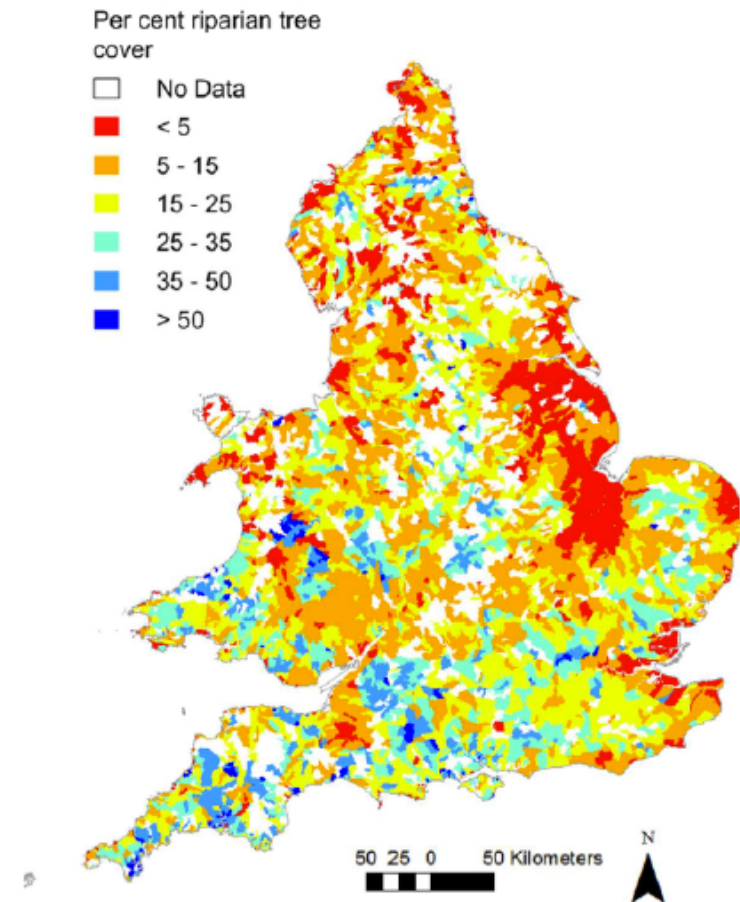 Per cent riparian tree
cover
No Data
< 5
5 - 15
15 - 25
25 - 35
35 - 50
> 50
N
50 25 0 50 Kilometers